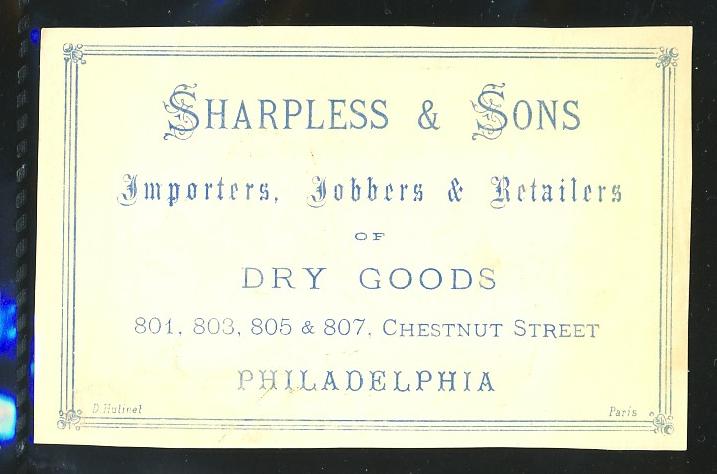 SHARPLESS & SONS
Importers, Jobbers & Retailers
OF
DRY GOODS
801, 803, 805 & 807, CHESTNUT STREET
PHILADELPHIA
D. Hutinet Paris